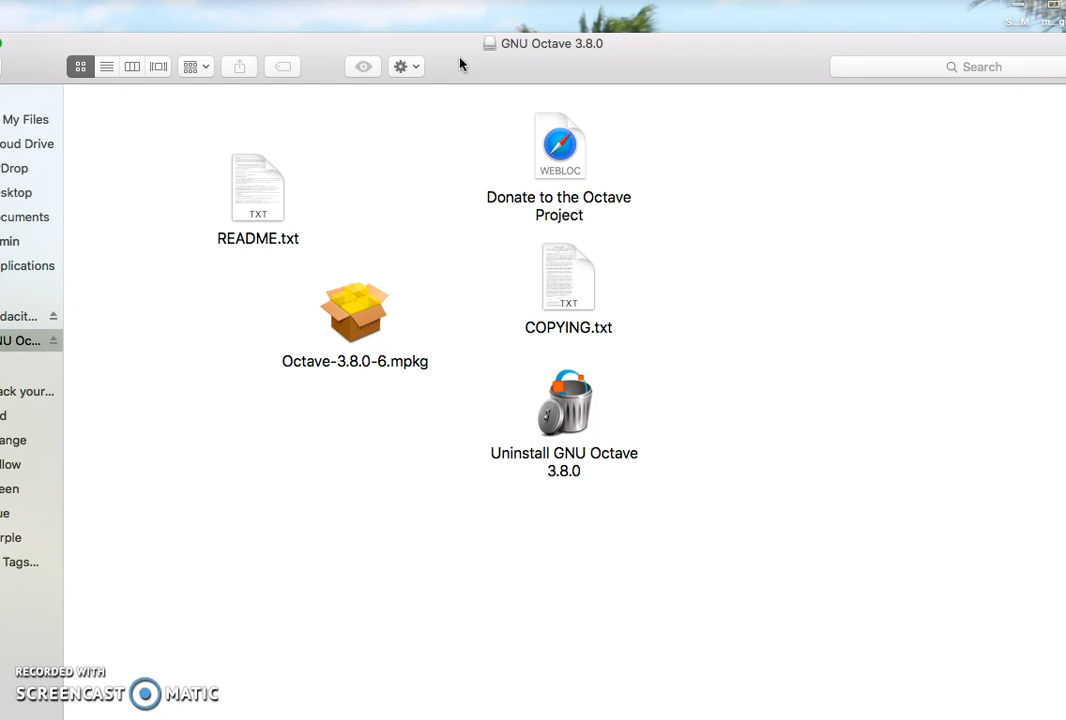 GNU Octave 3.8.0
Search
My Files
oud Drive
Drop
sktop
cuments
min
plications
dacit...
NU Oc...
ack your...
d
ange
llow
een
ue
rple
Tags...
TXT
README.txt
WEBLOC
Donate to the Octave
Project
TXT
COPYING.txt
Octave-3.8.0-6.mpkg
Uninstall GNU Octave
3.8.0
RECORDED WITH
SCREENCAST MATIC